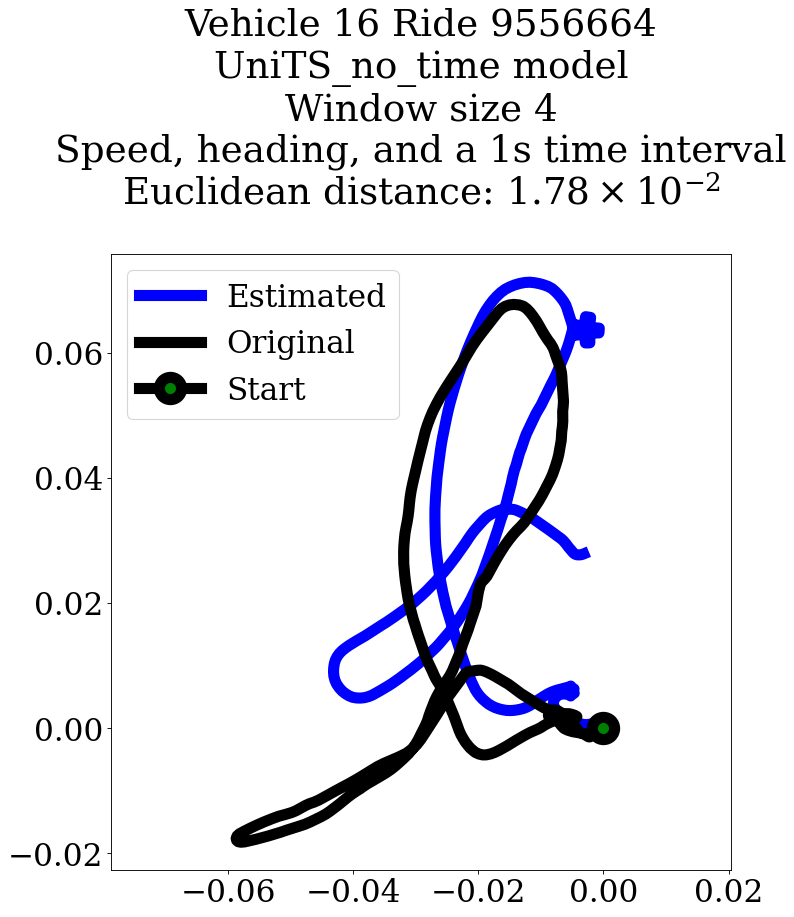 Vehicle 16 Ride 9556664
UniTS_no_time model
Window size 4
Speed, heading, and a 1s time interval
Euclidean distance: 1.78 × 10⁻²
Estimated
Original
Start
0.06
0.04
0.02
0.00
−0.02
−0.06 −0.04 −0.02 0.00 0.02